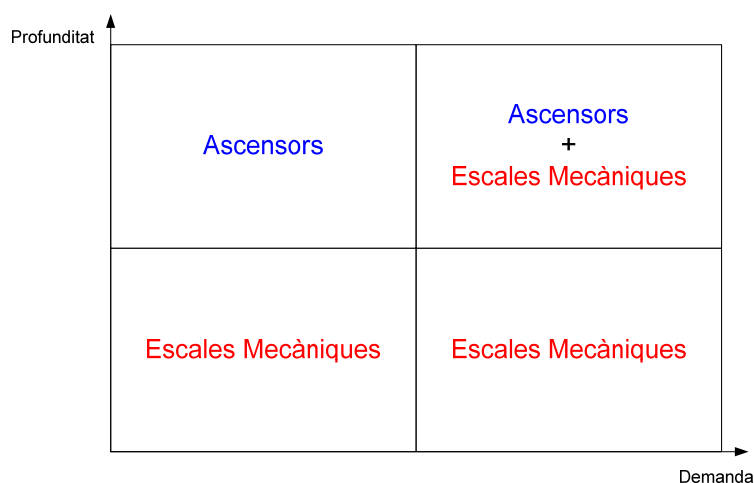 Profunditat
Ascensors
Ascensors
+
Escales Mecàniques
Escales Mecàniques
Escales Mecàniques
Demanda